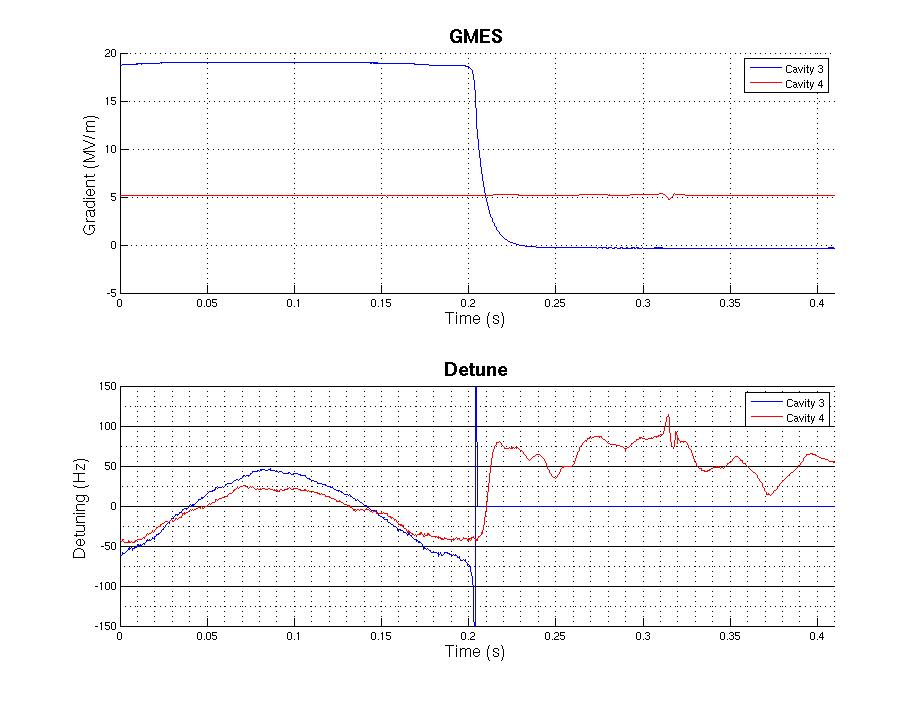 GMES
20
15
10
5
0
-5
Gradient (MV/m)
Cavity 3
Cavity 4
0 0.05 0.1 0.15 0.2 0.25 0.3 0.35 0.4
Time (s)
Detune
150
100
50
0
-50
-100
-150
Detuning (Hz)
Cavity 3
Cavity 4
0 0.05 0.1 0.15 0.2 0.25 0.3 0.35 0.4
Time (s)